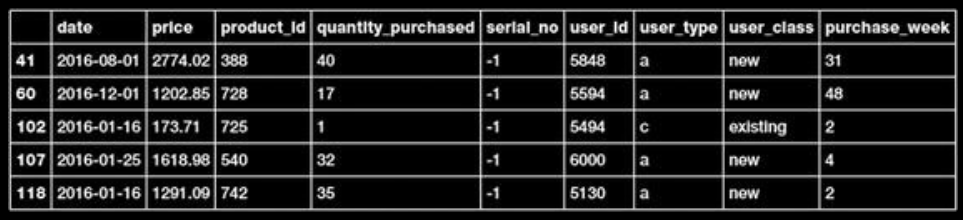 date price product_id quantity_purchased serial_no user_id user_type user_class purchase_week
41 2016-08-01 2774.02 388 40 -1 5848 a new 31
60 2016-12-01 1202.85 728 17 -1 5594 a new 48
102 2016-01-16 173.71 725 1 -1 5494 c existing 2
107 2016-01-25 1618.98 540 32 -1 6000 a new 4
118 2016-01-16 1291.09 742 35 -1 5130 a new 2